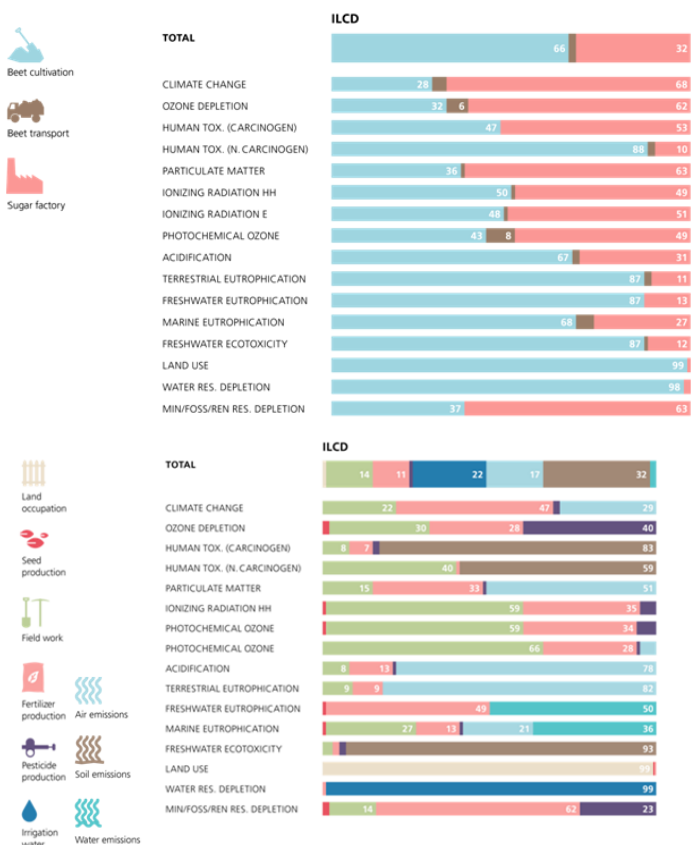 ILCD
TOTAL
66
32
Beet cultivation
CLIMATE CHANGE
28
68
OZONE DEPLETION
32
6
62
Beet transport
HUMAN TOX. (CARCINOGEN)
47
53
HUMAN TOX. (N. CARCINOGEN)
88
10
PARTICULATE MATTER
36
63
IONIZING RADIATION HH
50
49
Sugar factory
IONIZING RADIATION E
48
51
PHOTOCHEMICAL OZONE
43
8
49
ACIDIFICATION
67
31
TERRESTRIAL EUTROPHICATION
87
11
FRESHWATER EUTROPHICATION
87
13
MARINE EUTROPHICATION
68
27
FRESHWATER ECOTOXICITY
87
12
LAND USE
99
WATER RES. DEPLETION
98
MIN/FOSS/REN RES. DEPLETION
37
63
ILCD
TOTAL
14
11
22
17
32
Land
occupation
CLIMATE CHANGE
22
47
29
OZONE DEPLETION
30
28
40
HUMAN TOX. (CARCINOGEN)
8
7
83
Seed
production
HUMAN TOX. (N. CARCINOGEN)
40
59
PARTICULATE MATTER
15
33
51
IONIZING RADIATION HH
59
35
PHOTOCHEMICAL OZONE
59
34
Field work
PHOTOCHEMICAL OZONE
66
28
ACIDIFICATION
8
13
78
TERRESTRIAL EUTROPHICATION
9
9
82
Fertilizer
production
Air emissions
FRESHWATER EUTROPHICATION
49
50
MARINE EUTROPHICATION
27
13
21
36
FRESHWATER ECOTOXICITY
93
Pesticide
production
Soil emissions
LAND USE
99
WATER RES. DEPLETION
99
MIN/FOSS/REN RES. DEPLETION
14
62
23
Irrigation
water
Water emissions